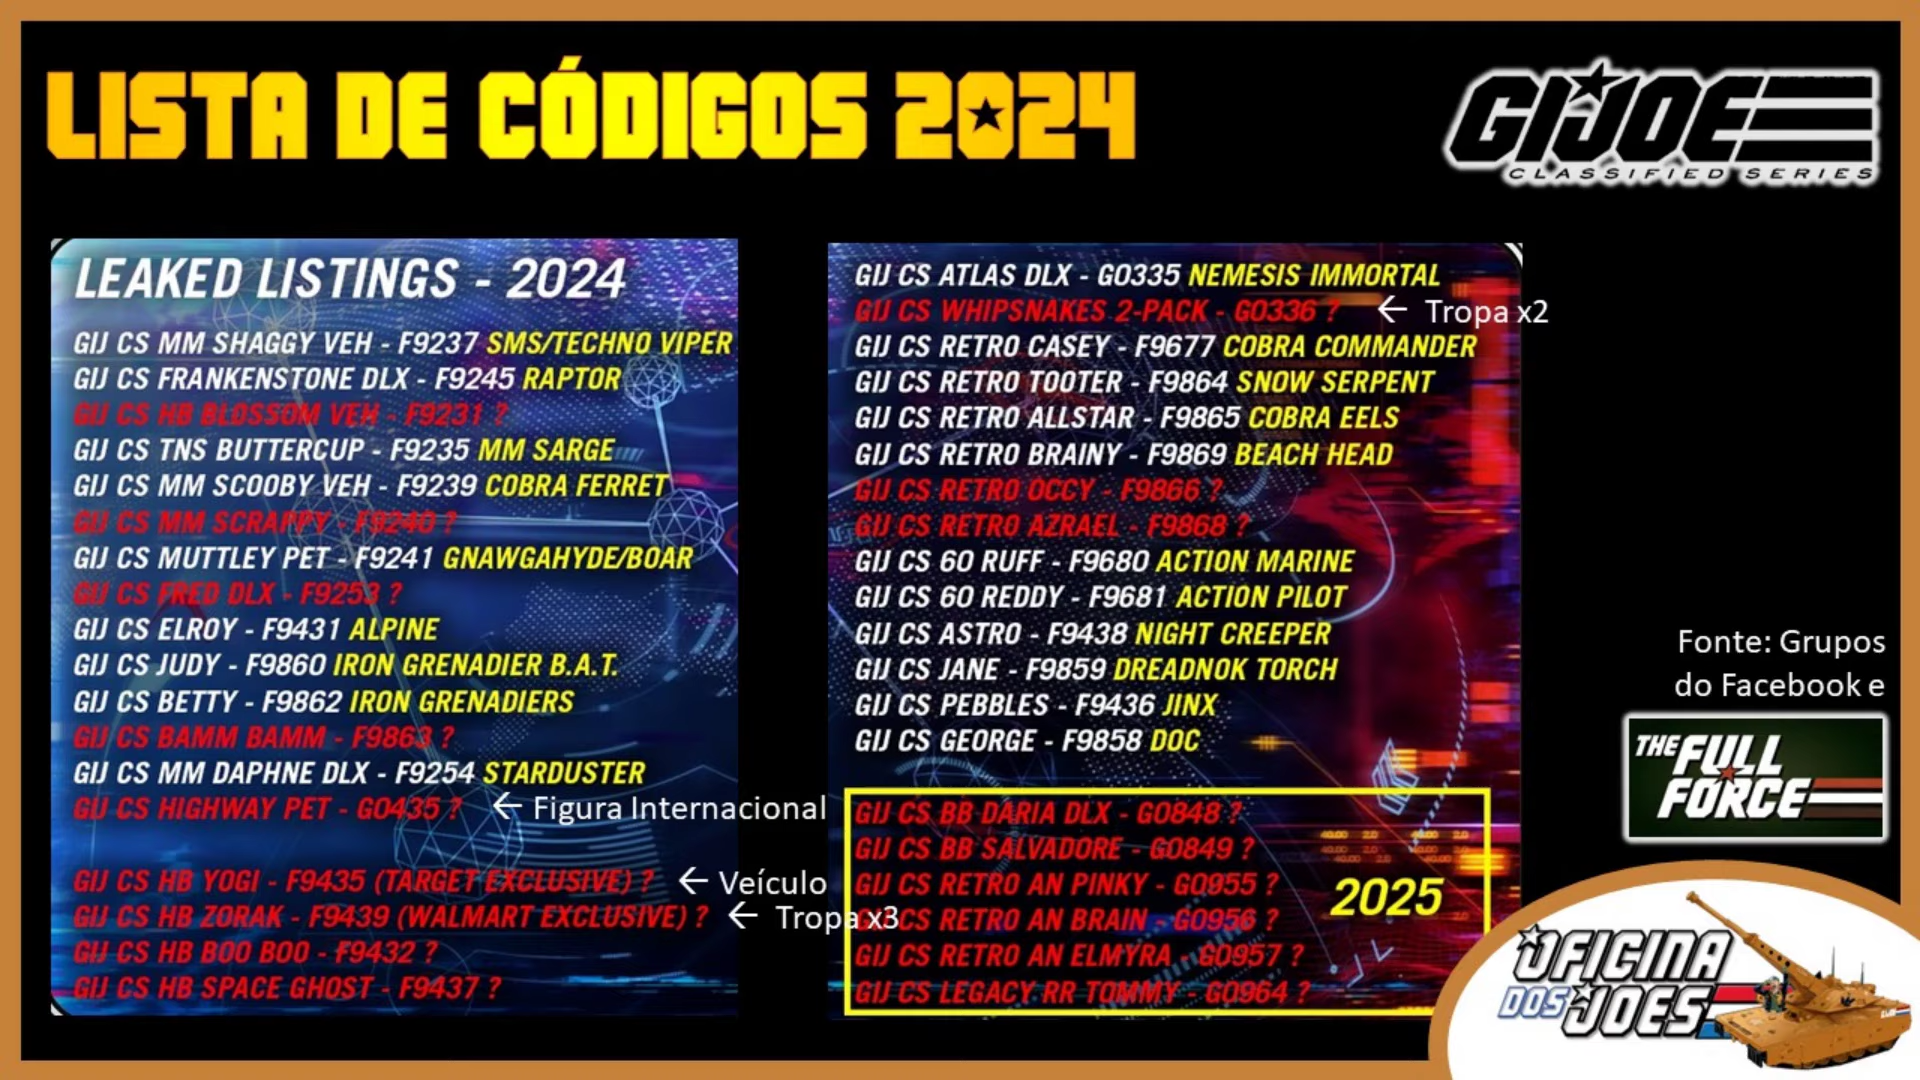 LISTA DE CÓDIGOS 2024
GIJOE
CLASSIFIED SERIES
LEAKED LISTINGS - 2024
GIJ CS MM SHAGGY VEH - F9237 SMS/TECHNO VIPER
GIJ CS FRANKENSTONE DLX - F9245 RAPTOR
GIJ CS HB BLOSSOM VEH - F9231 ?
GIJ CS TNS BUTTERCUP - F9235 MM SARGE
GIJ CS MM SCOOBY VEH - F9239 COBRA FERRET
GIJ CS MM SCRAPPY - F9240 ?
GIJ CS MUTTLEY PET - F9241 GNAWGAHYDE/BOAR
GIJ CS FRED DLX - F9253 ?
GIJ CS ELROY - F9431 ALPINE
GIJ CS JUDY - F9860 IRON GRENADIER B.A.T.
GIJ CS BETTY - F9862 IRON GRENADIERS
GIJ CS BAMM BAMM - F9863 ?
GIJ CS MM DAPHNE DLX - F9254 STARDUSTER
GIJ CS HIGHWAY PET - G0435 ? ← Figura Internacional
GIJ CS HB YOGI - F9435 (TARGET EXCLUSIVE) ? ← Veículo
GIJ CS HB ZORAK - F9439 (WALMART EXCLUSIVE) ? ← Tropa x3
GIJ CS HB BOO BOO - F9432 ?
GIJ CS HB SPACE GHOST - F9437 ?
GIJ CS ATLAS DLX - G0335 NEMESIS IMMORTAL
GIJ CS WHIPSNAKES 2-PACK - G0336 ? ← Tropa x2
GIJ CS RETRO CASEY - F9677 COBRA COMMANDER
GIJ CS RETRO TOOTER - F9864 SNOW SERPENT
GIJ CS RETRO ALLSTAR - F9865 COBRA EELS
GIJ CS RETRO BRAINY - F9869 BEACH HEAD
GIJ CS RETRO OCCY - F9866 ?
GIJ CS RETRO AZRAEL - F9868 ?
GIJ CS 60 RUFF - F9680 ACTION MARINE
GIJ CS 60 REDDY - F9681 ACTION PILOT
GIJ CS ASTRO - F9438 NIGHT CREEPER
GIJ CS JANE - F9859 DREADNOK TORCH
GIJ CS PEBBLES - F9436 JINX
GIJ CS GEORGE - F9858 DOC
GIJ CS BB DARIA DLX - G0848 ?
GIJ CS BB SALVADORE - G0849 ?
GIJ CS RETRO AN PINKY - G0955 ?
GIJ CS RETRO AN BRAIN - G0956 ?
GIJ CS RETRO AN ELMYRA - G0957 ?
GIJ CS LEGACY RR TOMMY - G0964 ?
2025
Fonte: Grupos
do Facebook e
THE FULL
FORCE
OFICINA
DOS JOES